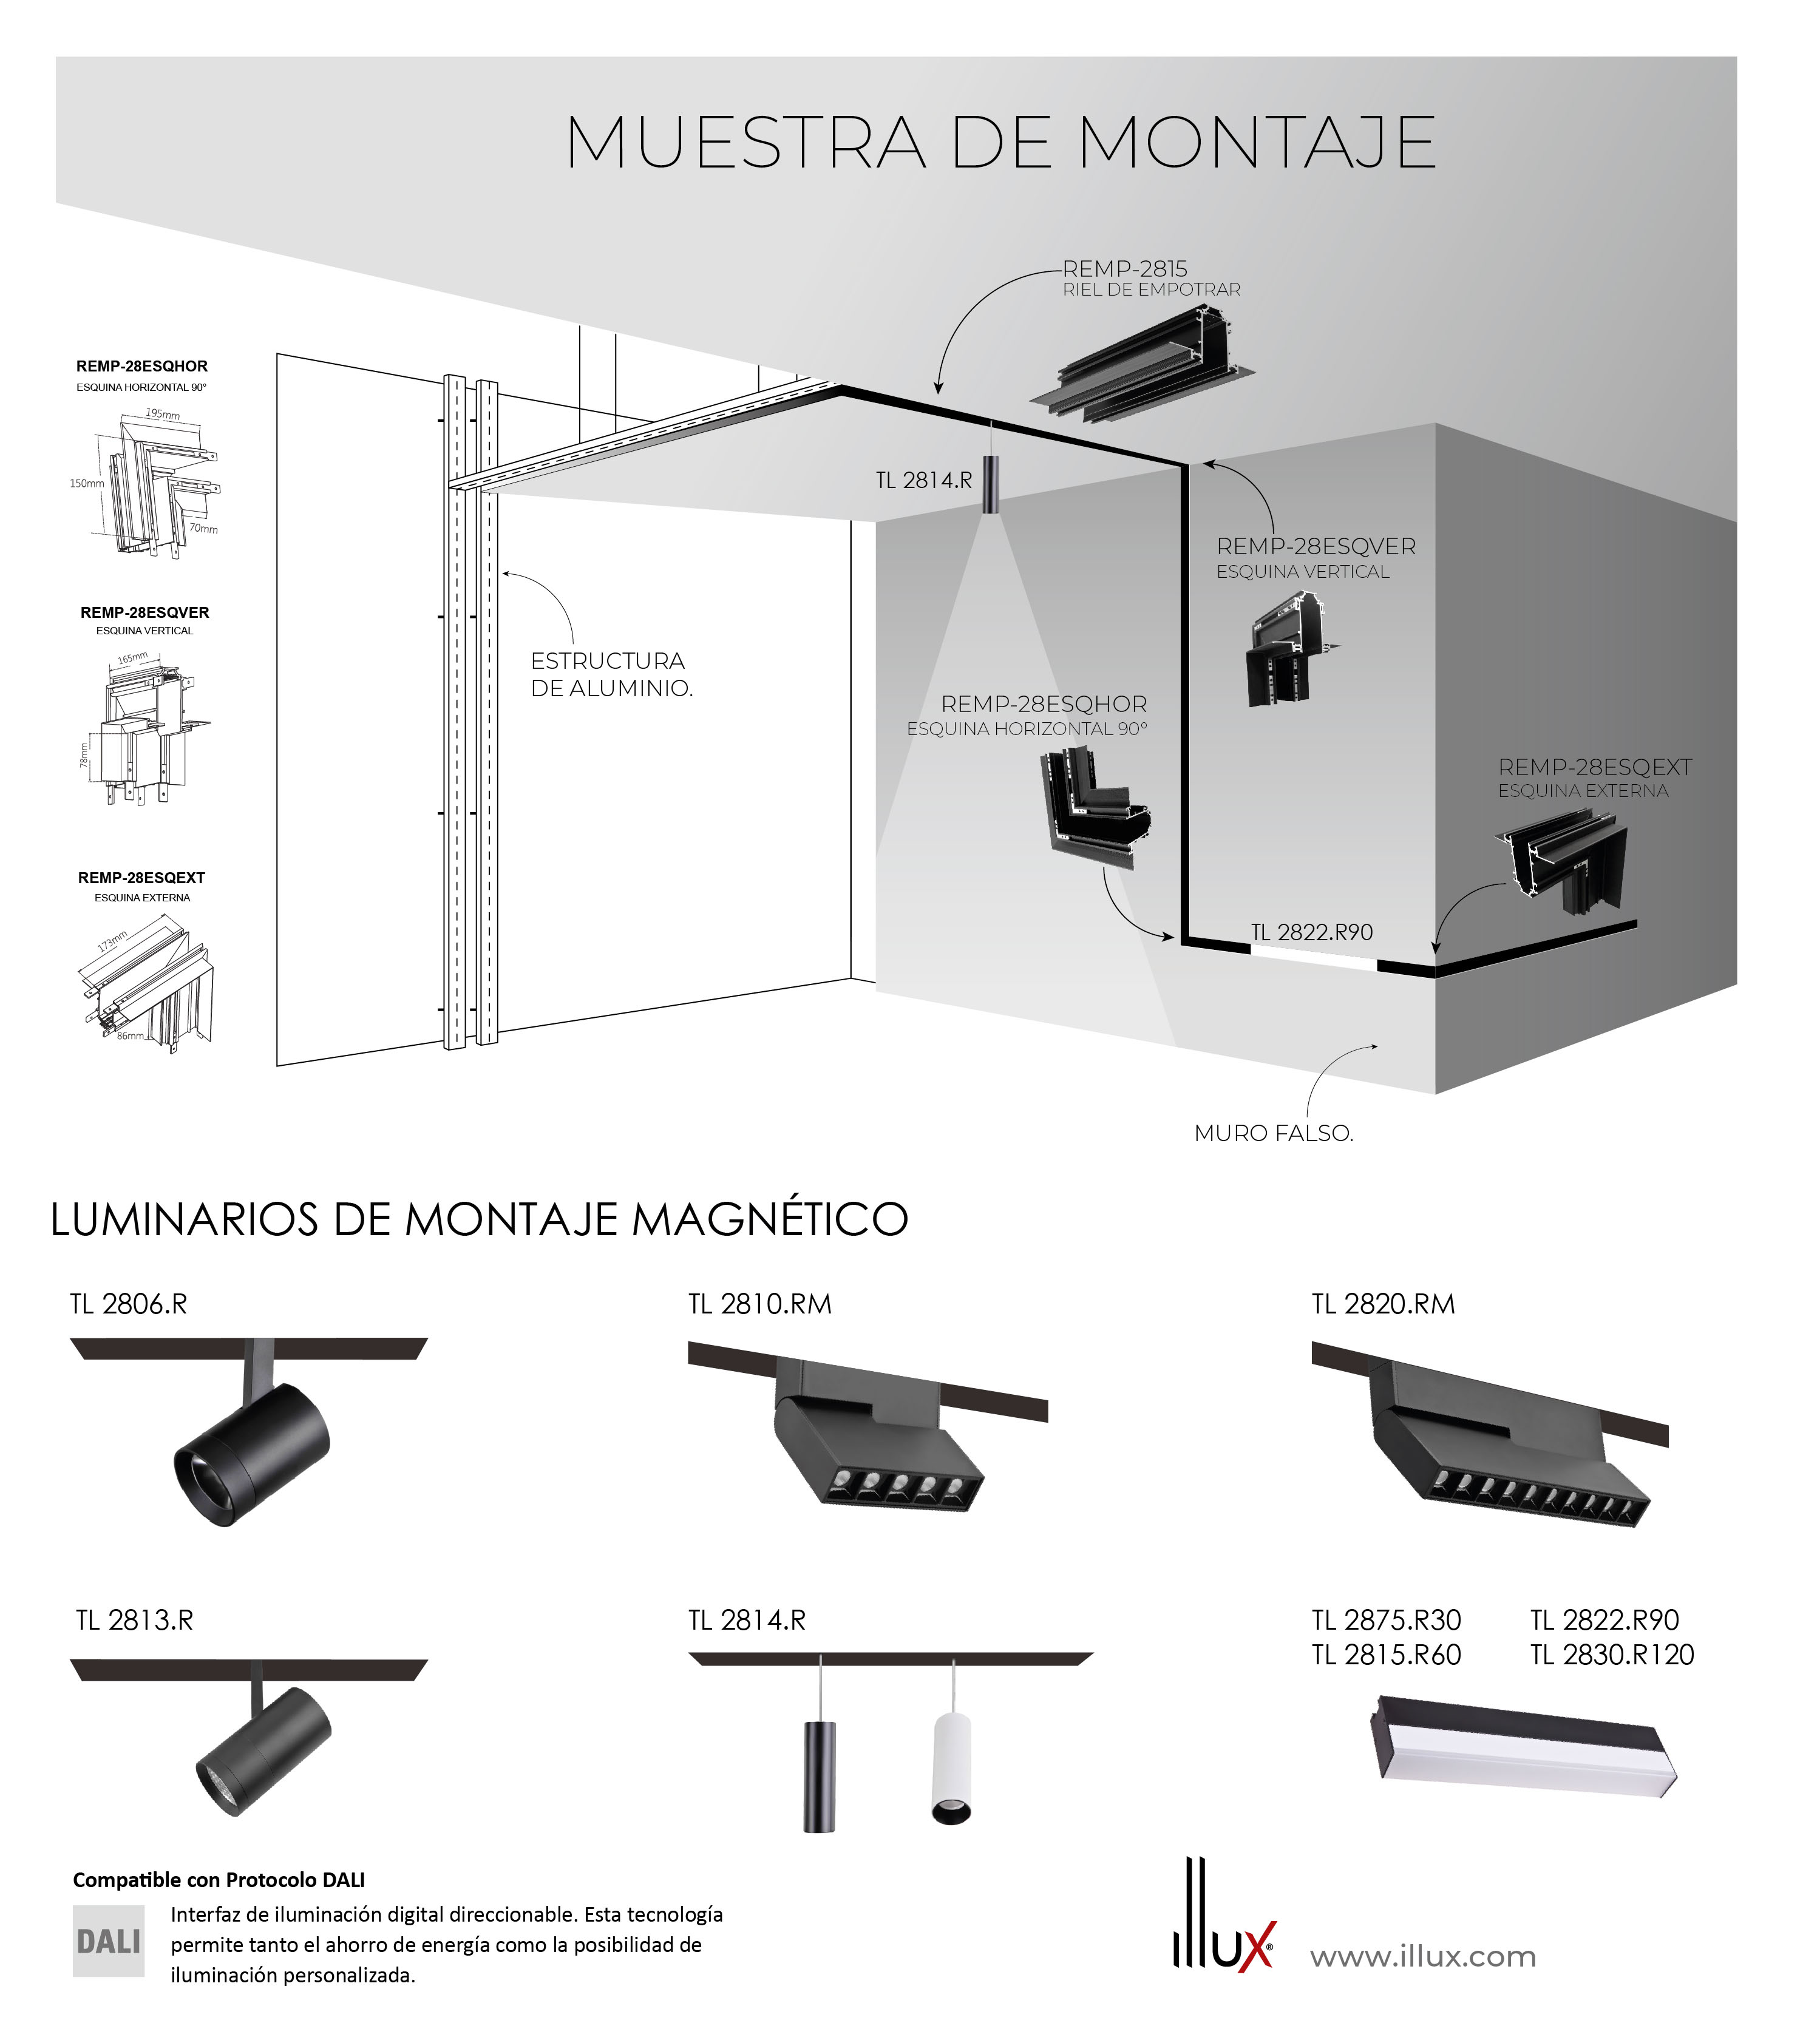 MUESTRA DE MONTAJE
REMP-2815
RIEL DE EMPOTRAR
REMP-28ESQHOR
ESQUINA HORIZONTAL 90°
195mm
150mm
70mm
REMP-28ESQVER
ESQUINA VERTICAL
165mm
78mm
REMP-28ESQEXT
ESQUINA EXTERNA
173mm
86mm
TL 2814.R
ESTRUCTURA
DE ALUMINIO.
REMP-28ESQVER
ESQUINA VERTICAL
REMP-28ESQHOR
ESQUINA HORIZONTAL 90°
REMP-28ESQEXT
ESQUINA EXTERNA
TL 2822.R90
MURO FALSO.
LUMINARIOS DE MONTAJE MAGNÉTICO
TL 2806.R
TL 2810.RM
TL 2820.RM
TL 2813.R
TL 2814.R
TL 2875.R30 TL 2822.R90
TL 2815.R60 TL 2830.R120
Compatible con Protocolo DALI
DALI
Interfaz de iluminación digital direccionable. Esta tecnología
permite tanto el ahorro de energía como la posibilidad de
iluminación personalizada.
illux®
www.illux.com